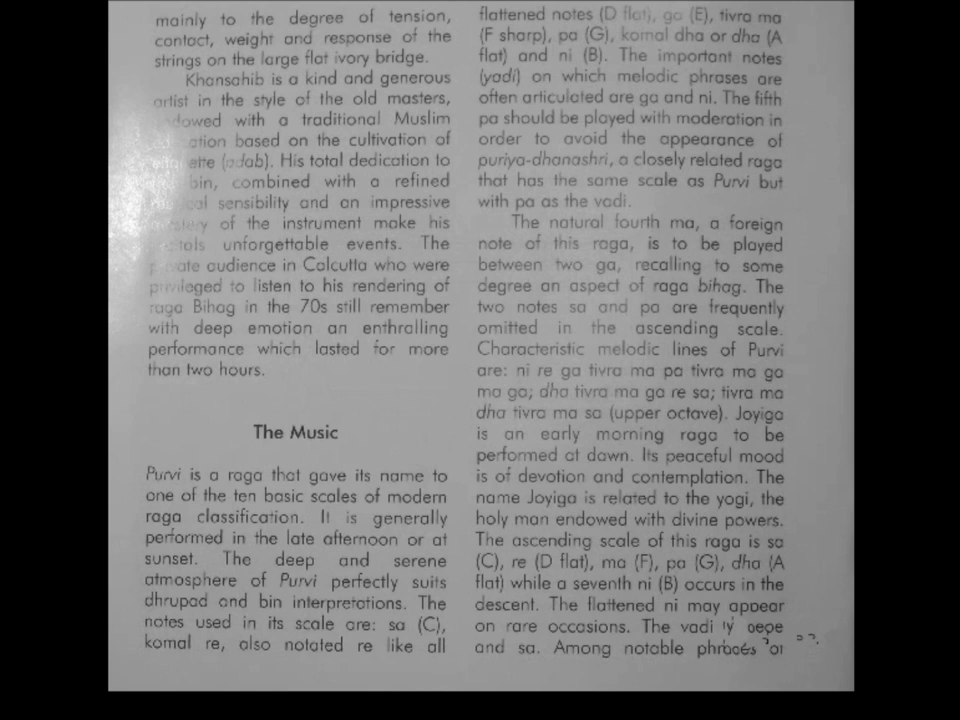 mainly to the degree of tension,
contact, weight and response of the
strings on the large flat ivory bridge.
Khansahib is a kind and generous
artist in the style of the old masters,
with a traditional Muslim
based on the cultivation of
(adab). His total dedication to
bin, combined with a refined
sensibility and an impressive
of the instrument make his
unforgettable events. The
private audience in Calcutta who were
privileged to listen to his rendering of
raga Bihag in the 70s still remember
with deep emotion an enthralling
performance which lasted for more
than two hours.
The Music
Purvi is a raga that gave its name to
one of the ten basic scales of modern
raga classification. It is generally
performed in the late afternoon or at
sunset. The deep and serene
atmosphere of Purvi perfectly suits
dhrupad and bin interpretations. The
notes used in its scale are: sa (C),
komal re, also notated re like all
flattened notes (D flat), ga (E), tivra ma
(F sharp), pa (G), komal dha or dha (A
flat) and ni (B). The important notes
(vadi) on which melodic phrases are
often articulated are ga and ni. The fifth
pa should be played with moderation in
order to avoid the appearance of
puriya-dhanashri, a closely related raga
that has the same scale as Purvi but
with pa as the vadi.
The natural fourth ma, a foreign
note of this raga, is to be played
between two ga, recalling to some
degree an aspect of raga bihag. The
two notes sa and pa are frequently
omitted in the ascending scale.
Characteristic melodic lines of Purvi
are: ni re ga tivra ma pa tivra ma ga
ma ga; dha tivra ma ga re sa; tivra ma
dha tivra ma sa (upper octave). Joyiga
is an early morning raga to be
performed at dawn. Its peaceful mood
is of devotion and contemplation. The
name Joyiga is related to the yogi, the
holy man endowed with divine powers.
The ascending scale of this raga is sa
(C), re (D flat), ma (F), pa (G), dha (A
flat) while a seventh ni (B) occurs in the
descent. The flattened ni may appear
on rare occasions. The vadi
and sa. Among notable